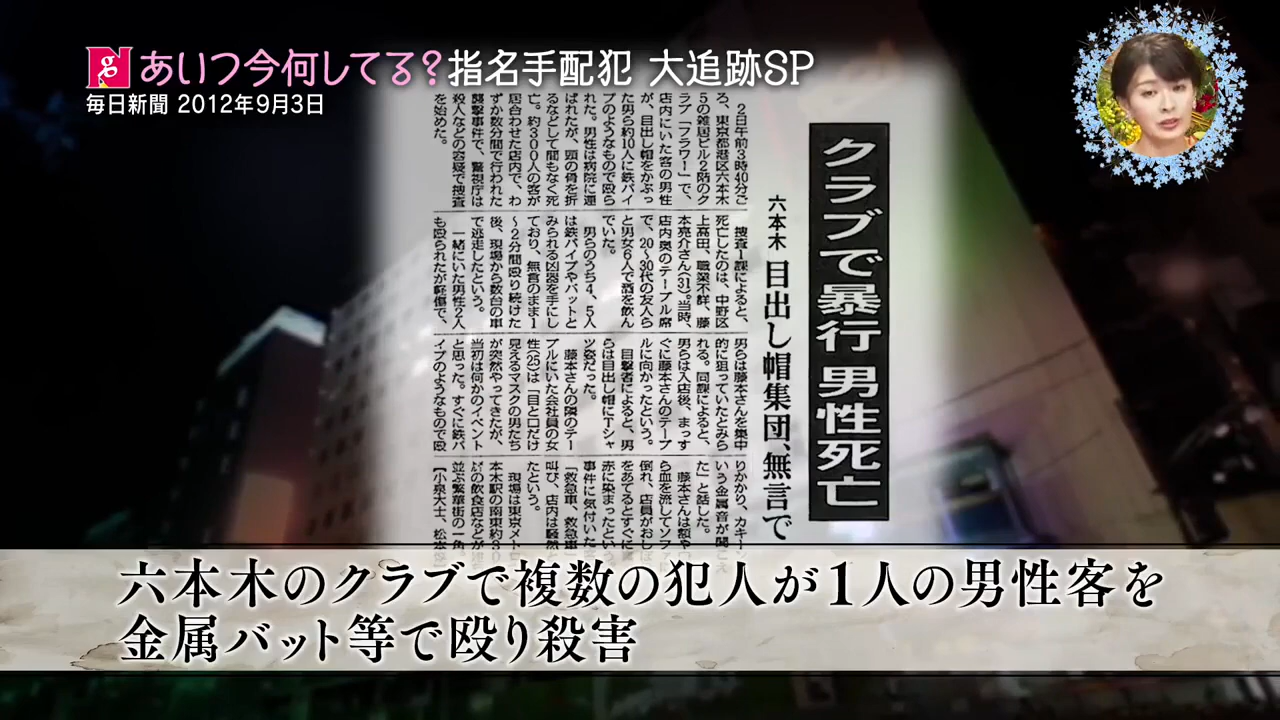 Ng
あいつ今何してる?指名手配犯 大追跡SP
毎日新聞 2012年9月3日
クラブで暴行 男性死亡
六本木 目出し帽集団、無言で
2日午前3時40分ご
ろ、東京都港区六本木
5の雑居ビル2階のク
ラブ「フラワー」で、
店内にいた客の男性
が、目出し帽をかぶっ
た男ら約10人に鉄パイ
プのようなもので殴ら
れた。男性は病院に運
ばれたが、頭の骨を折
るなどして間もなく死
亡。約300人の客が
居合わせた店内で、わ
ずか数分間で行われた
襲撃事件で、警視庁は
殺人などの容疑で捜査
を始めた。
捜査1課によると、
死亡したのは、中野区
上高田、職業不詳、藤
本亮介さん(31)。当時、
店内奥のテーブル席
で、20〜30代の友人ら
と男女6人で酒を飲ん
でいた。
男らのうち4、5人
は鉄パイプやバットと
みられる凶器を手にし
ており、無言のまま1
〜2分間殴り続けた
後、現場から数台の車
で逃走したという。
一緒にいた男性2人
も殴られたが軽傷で、
男らは藤本さんを集中
的に狙っていたとみら
れる。同課によると、
男らは入店後、まっす
ぐに藤本さんのテーブ
ルに向かったという。
目撃者によると、男
らは目出し帽にTシャ
ツ姿だった。
藤本さんの隣のテー
ブルにいた会社員の女
性(25)は「目と口だけ
見えるマスクの男たち
が突然やってきたが、
当初は何かのイベント
と思った。すぐに鉄パ
イプのようなもので殴
りかかり、カキーン
いう金属音が聞こえ
た」と話した。
藤本さんは額や
ら血を流してソファ
倒れ、店員がおし
をあてるとすぐに
赤に染まったとい
事件に気付いた
「救急車、救急車
叫び、店内は騒然
たという。
現場は東京メト
本木駅の南東約30
の飲食店などが
並ぶ繁華街の一角。
【小泉大士、松本
六本木のクラブで複数の犯人が1人の男性客を
金属バット等で殴り殺害